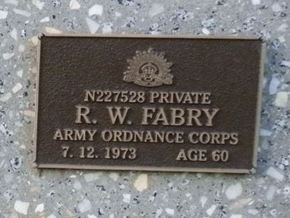 N227528 PRIVATE
R. W. FABRY
ARMY ORDNANCE CORPS
7. 12. 1973 AGE 60